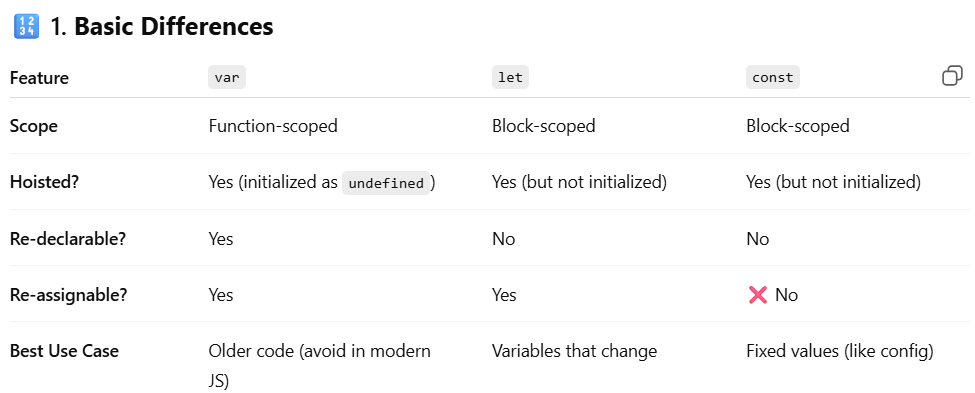 🔢 1. Basic Differences
Feature var let const
Scope Function-scoped Block-scoped Block-scoped
Hoisted? Yes (initialized as undefined) Yes (but not initialized) Yes (but not initialized)
Re-declarable? Yes No No
Re-assignable? Yes Yes ❌ No
Best Use Case Older code (avoid in modern Variables that change Fixed values (like config)
JS)